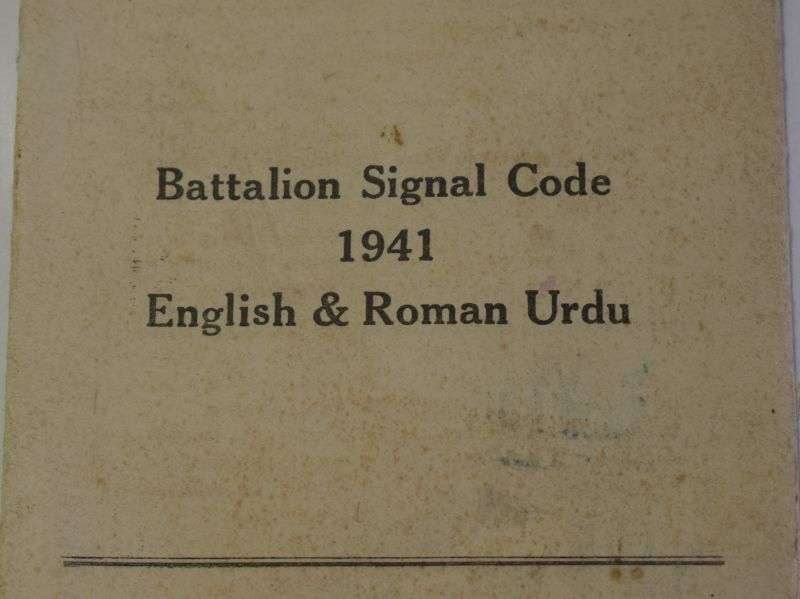 Battalion Signal Code
1941
English & Roman Urdu